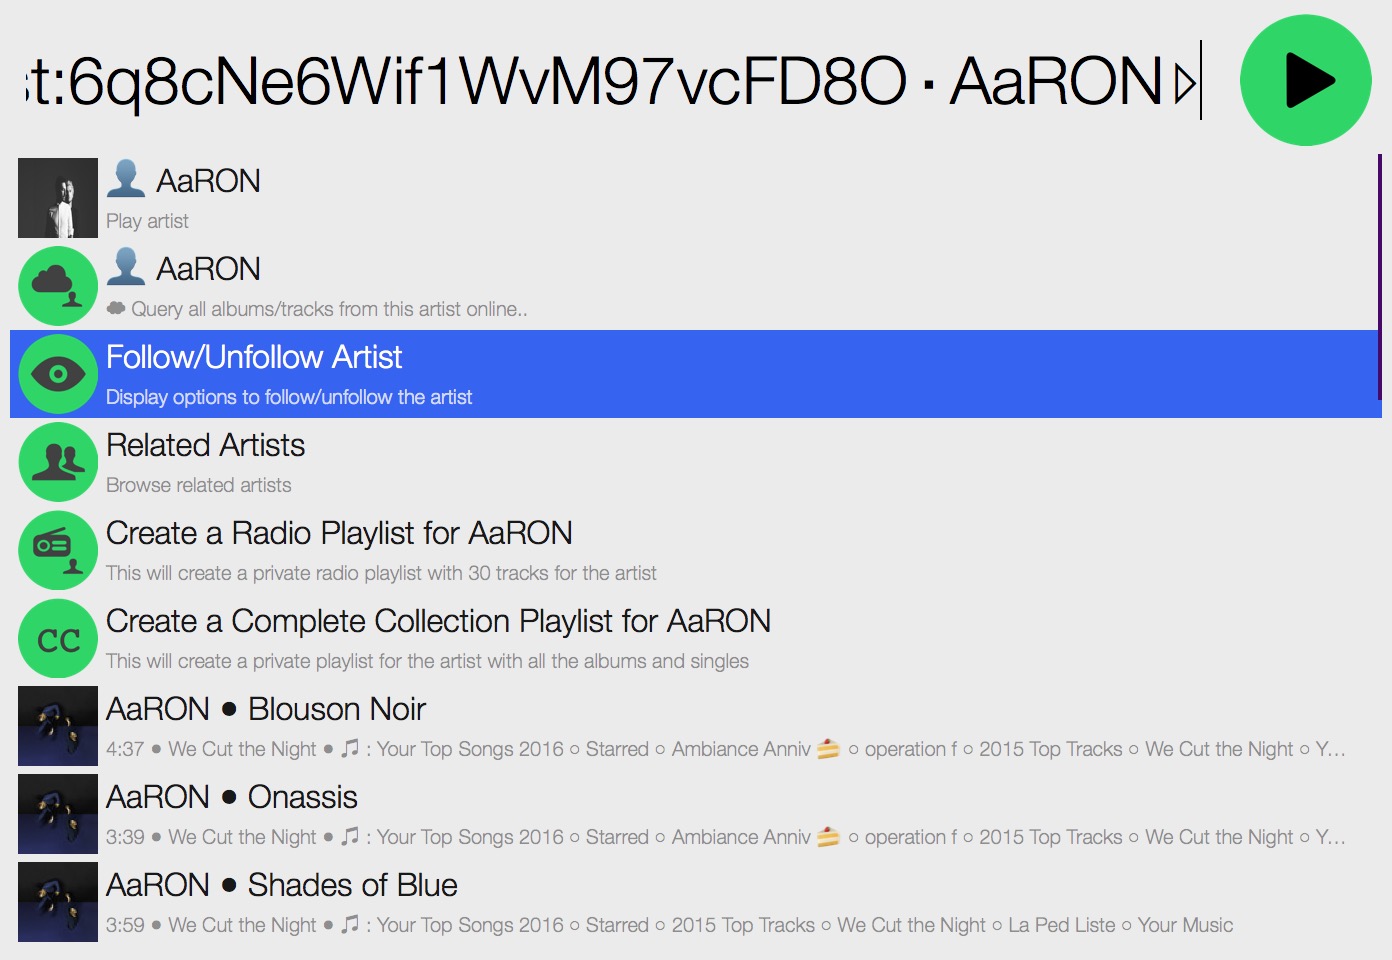 st:6q8cNe6Wif1WvM97vcFD8O · AaRON ▷
AaRON
Play artist
AaRON
Query all albums/tracks from this artist online..
Follow/Unfollow Artist
Display options to follow/unfollow the artist
Related Artists
Browse related artists
Create a Radio Playlist for AaRON
This will create a private radio playlist with 30 tracks for the artist
CC
Create a Complete Collection Playlist for AaRON
This will create a private playlist for the artist with all the albums and singles
AaRON ● Blouson Noir
4:37 ● We Cut the Night ● ♫ : Your Top Songs 2016 ○ Starred ○ Ambiance Anniv 🍰 ○ operation f ○ 2015 Top Tracks ○ We Cut the Night ○ Y…
AaRON ● Onassis
3:39 ● We Cut the Night ● ♫ : Your Top Songs 2016 ○ Starred ○ Ambiance Anniv 🍰 ○ operation f ○ 2015 Top Tracks ○ We Cut the Night ○ Y…
AaRON ● Shades of Blue
3:59 ● We Cut the Night ● ♫ : Your Top Songs 2016 ○ Starred ○ 2015 Top Tracks ○ We Cut the Night ○ La Ped Liste ○ Your Music